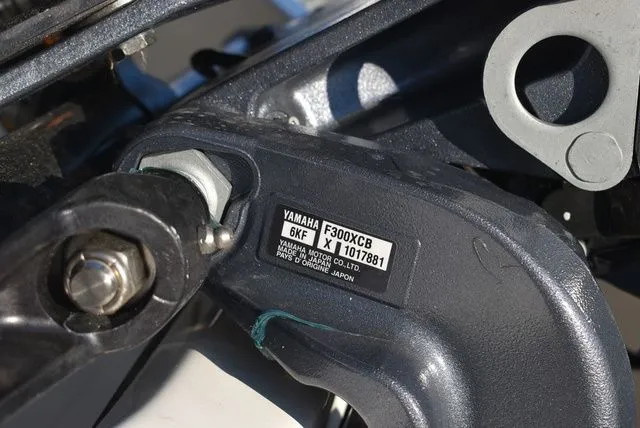 YAMAHA F300XCB
6KF X 1017881
YAMAHA MOTOR CO., LTD.
MADE IN JAPAN
PAYS D'ORIGINE JAPON